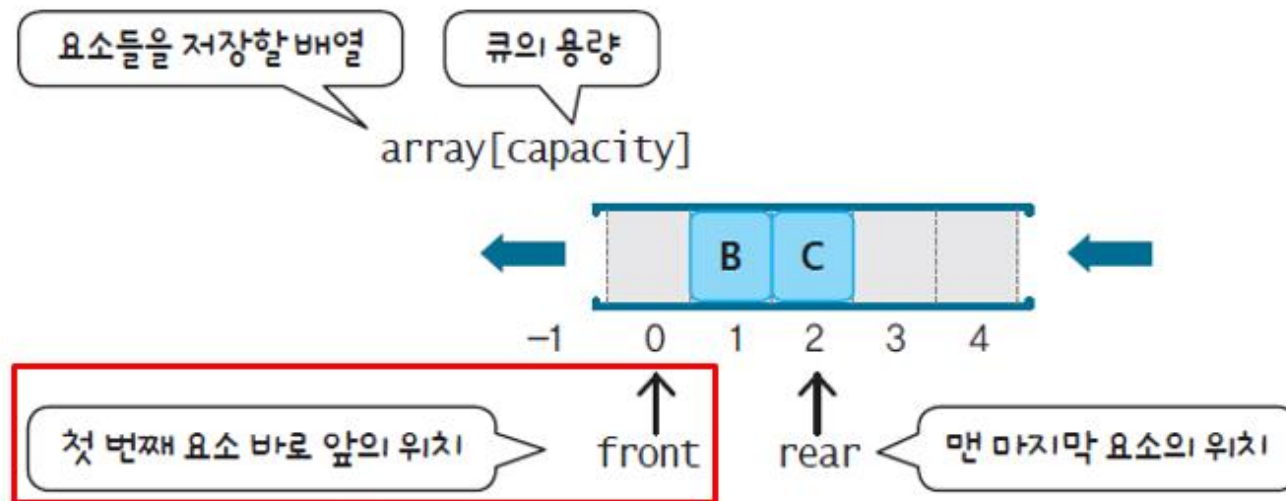 요소들을 저장할 배열 큐의 용량
array[capacity]
B C
-1 0 1 2 3 4
첫 번째 요소 바로 앞의 위치 front rear 맨 마지막 요소의 위치